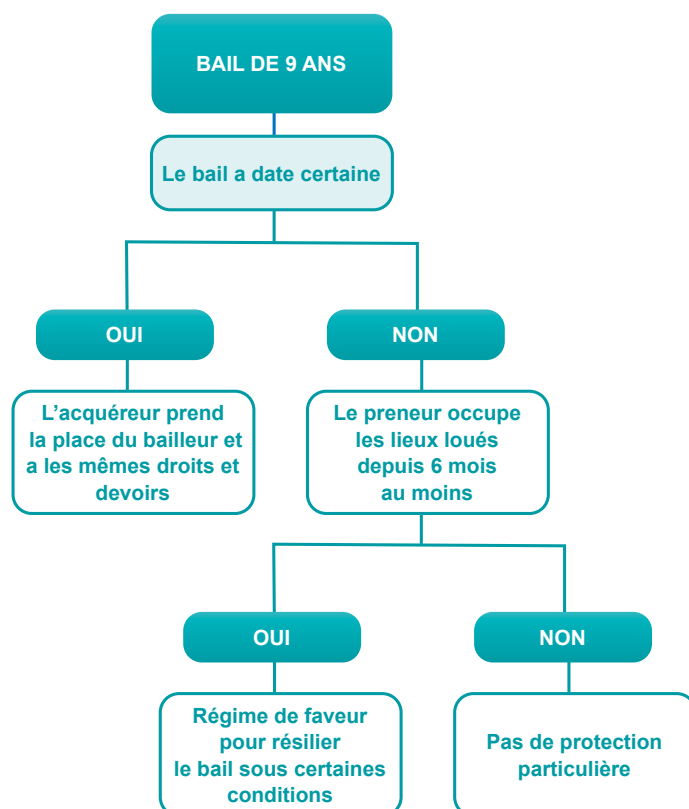 BAIL DE 9 ANS
Le bail a date certaine
OUI
NON
L’acquéreur prend
la place du bailleur et
a les mêmes droits et
devoirs
Le preneur occupe
les lieux loués
depuis 6 mois
au moins
OUI
NON
Régime de faveur
pour résilier
le bail sous certaines
conditions
Pas de protection
particulière